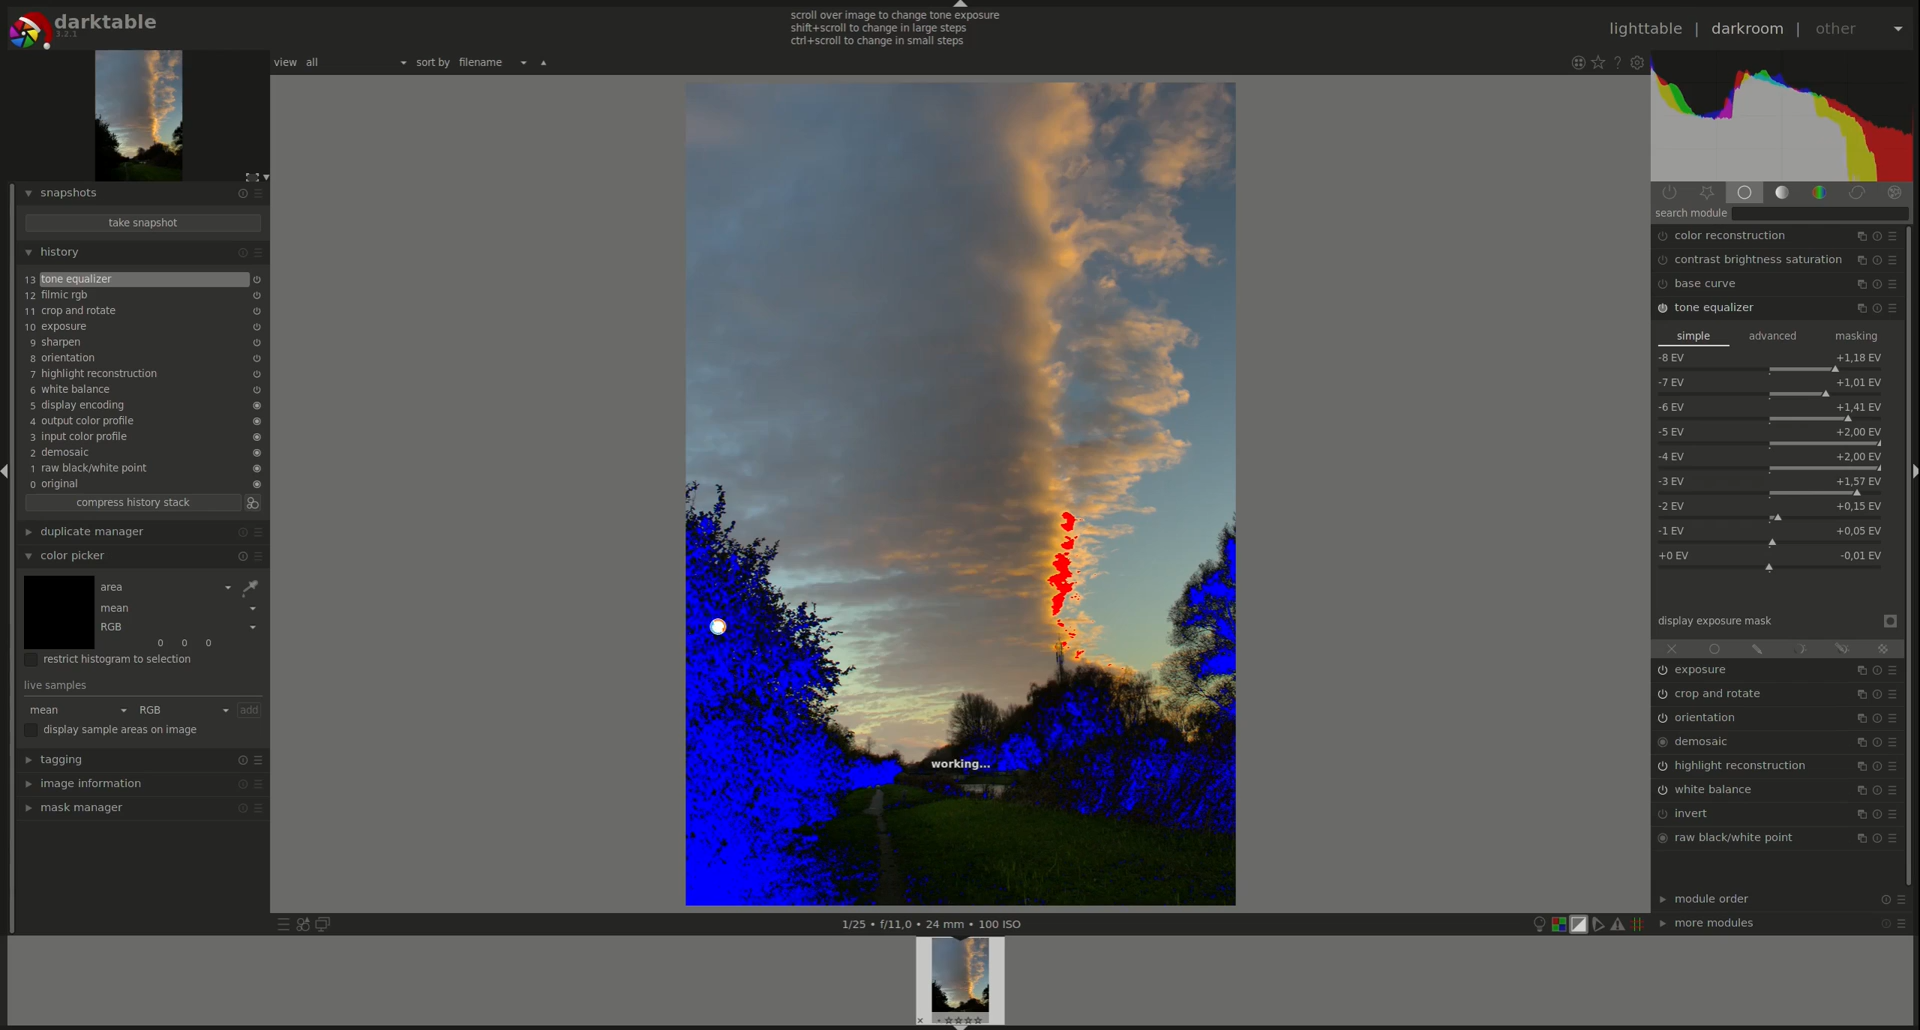 darktable
3.2.1
scroll over image to change tone exposure
shift+scroll to change in large steps
ctrl+scroll to change in small steps
lighttable | darkroom | other
view all sort by filename
snapshots
take snapshot
history
13 tone equalizer
12 filmic rgb
11 crop and rotate
10 exposure
9 sharpen
8 orientation
7 highlight reconstruction
6 white balance
5 display encoding
4 output color profile
3 input color profile
2 demosaic
1 raw black/white point
0 original
compress history stack
duplicate manager
color picker
area
mean
RGB
0 0 0
restrict histogram to selection
live samples
mean RGB add
display sample areas on image
tagging
image information
mask manager
working...
1/25 • f/11,0 • 24 mm • 100 ISO
search module
color reconstruction
contrast brightness saturation
base curve
tone equalizer
simple advanced masking
-8 EV +1,18 EV
-7 EV +1,01 EV
-6 EV +1,41 EV
-5 EV +2,00 EV
-4 EV +2,00 EV
-3 EV +1,57 EV
-2 EV +0,15 EV
-1 EV +0,05 EV
+0 EV -0,01 EV
display exposure mask
exposure
crop and rotate
orientation
demosaic
highlight reconstruction
white balance
invert
raw black/white point
module order
more modules